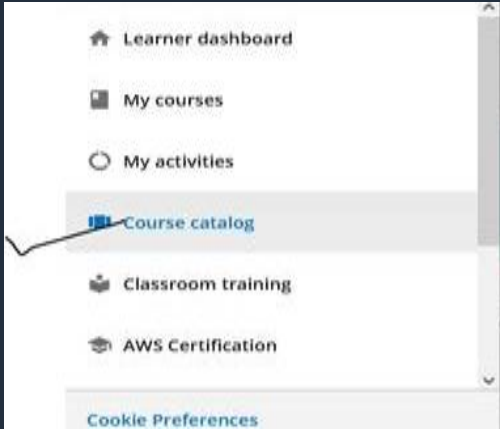 Learner dashboard
My courses
My activities
Course catalog
Classroom training
AWS Certification
Cookie Preferences